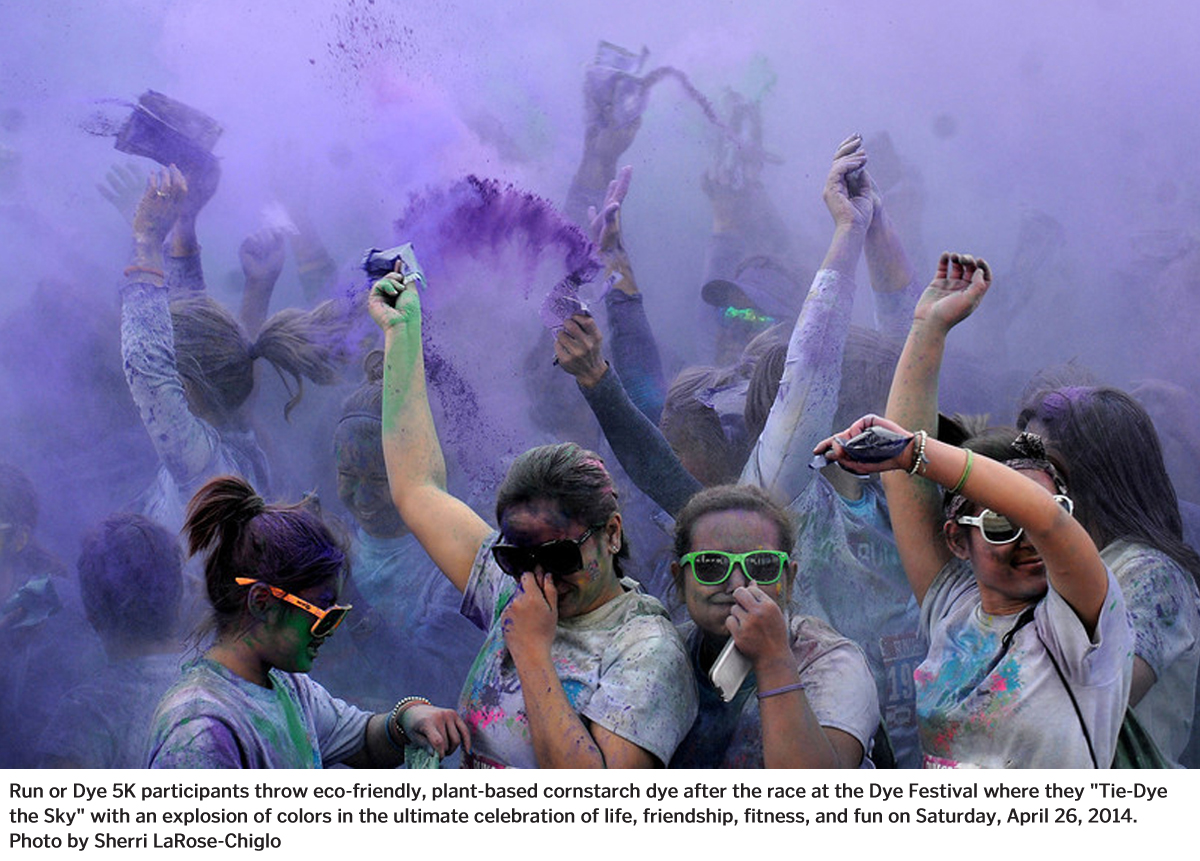 Run or Dye 5K participants throw eco-friendly, plant-based cornstarch dye after the race at the Dye Festival where they "Tie-Dye
the Sky" with an explosion of colors in the ultimate celebration of life, friendship, fitness, and fun on Saturday, April 26, 2014.
Photo by Sherri LaRose-Chiglo